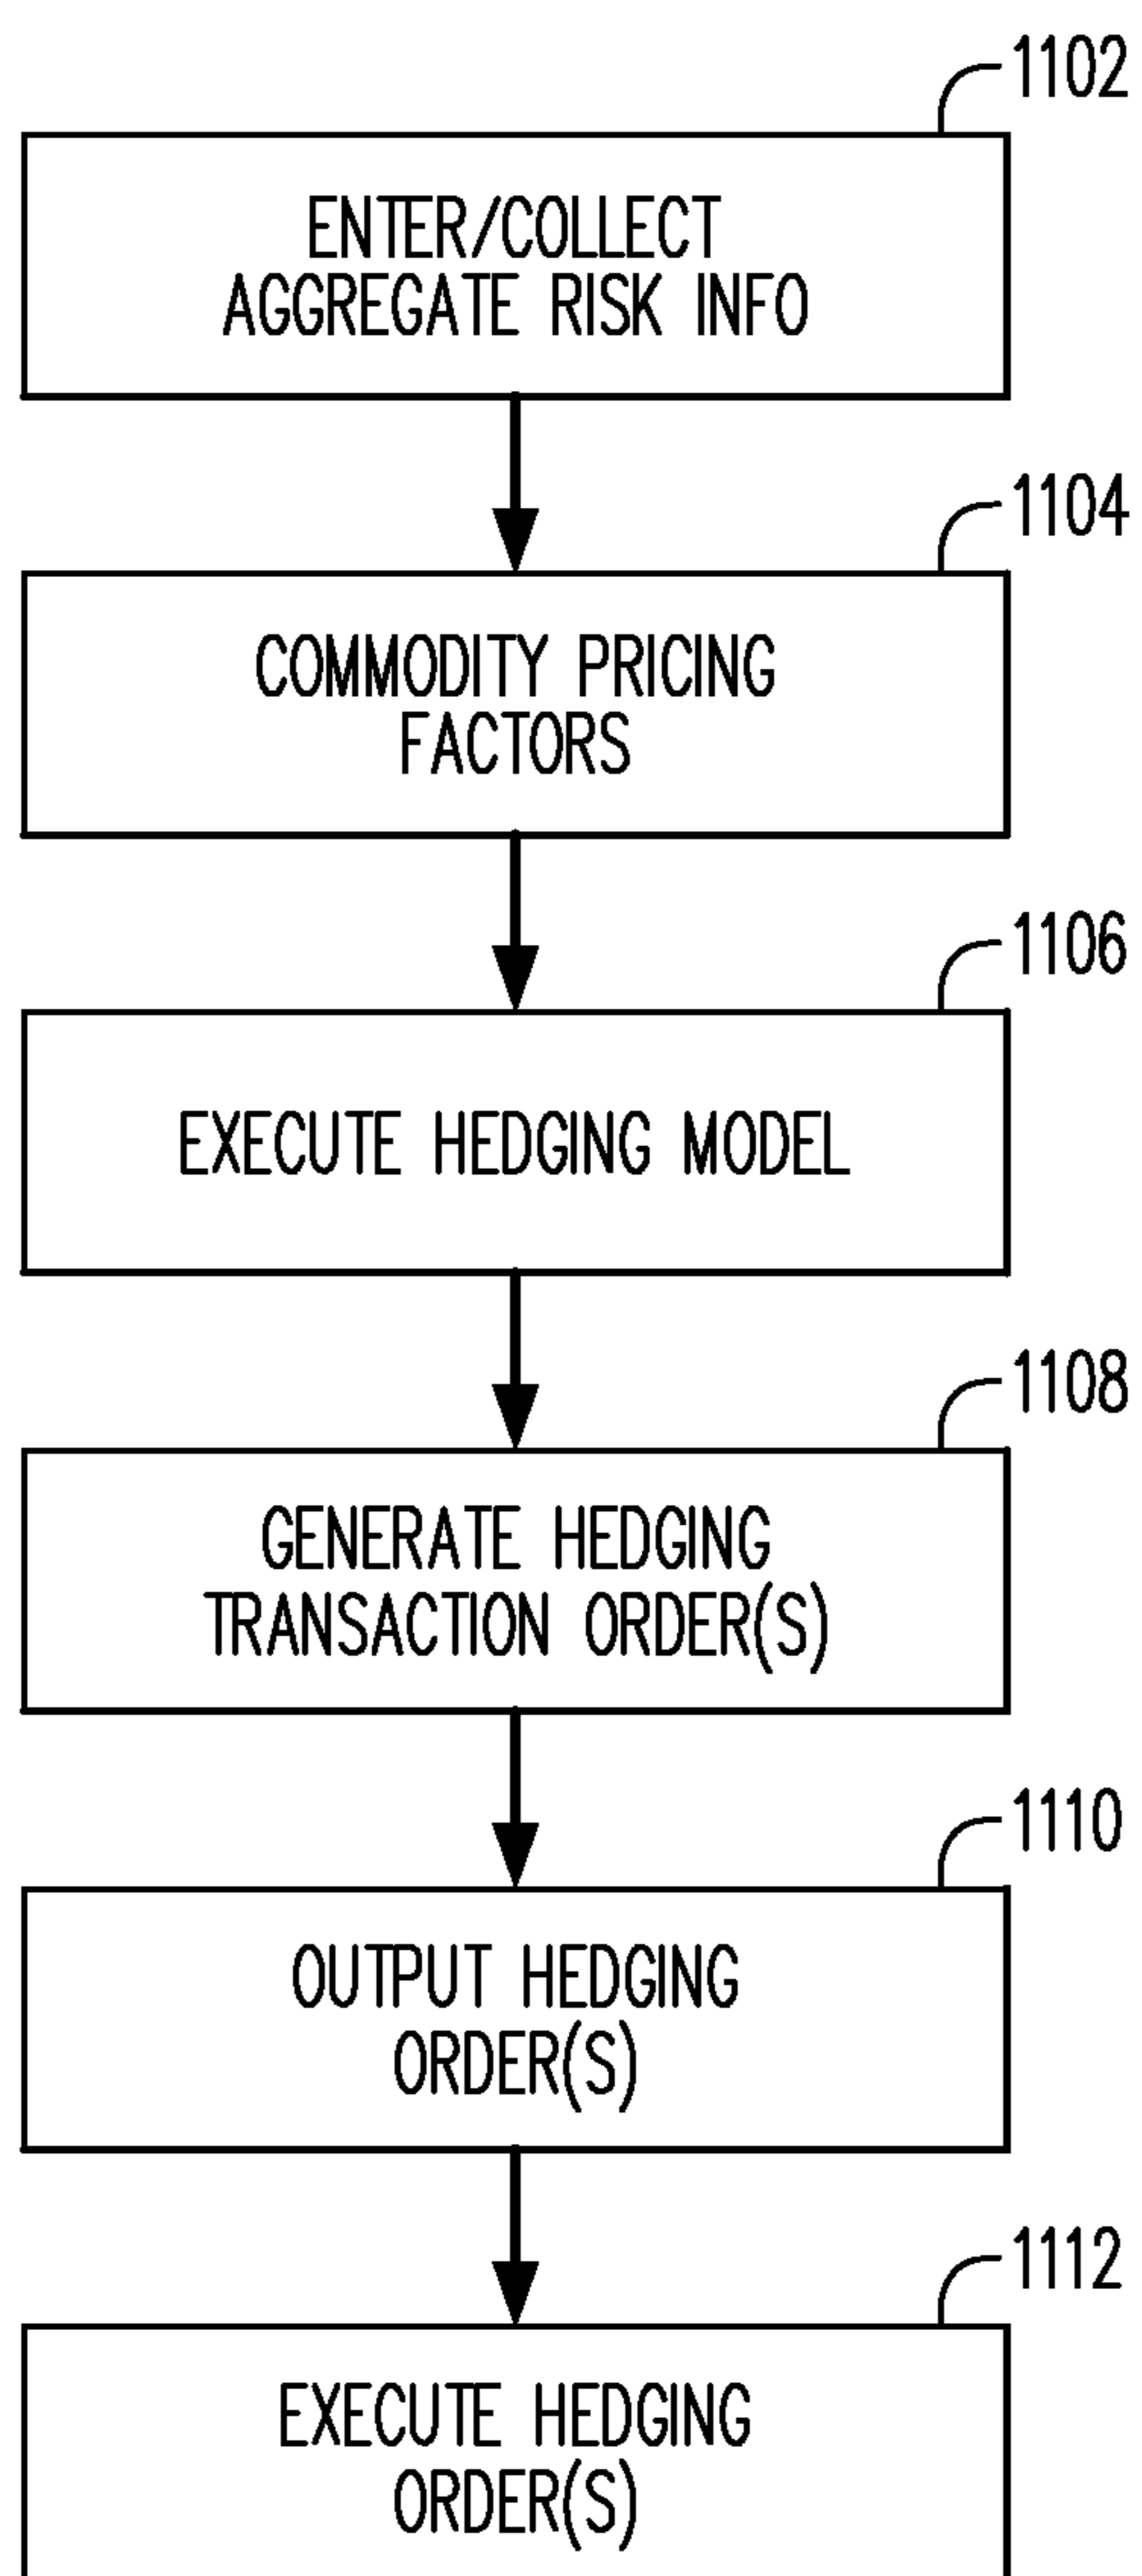 1102
ENTER/COLLECT
AGGREGATE RISK INFO
1104
COMMODITY PRICING
FACTORS
1106
EXECUTE HEDGING MODEL
1108
GENERATE HEDGING
TRANSACTION ORDER(S)
1110
OUTPUT HEDGING
ORDER(S)
1112
EXECUTE HEDGING
ORDER(S)